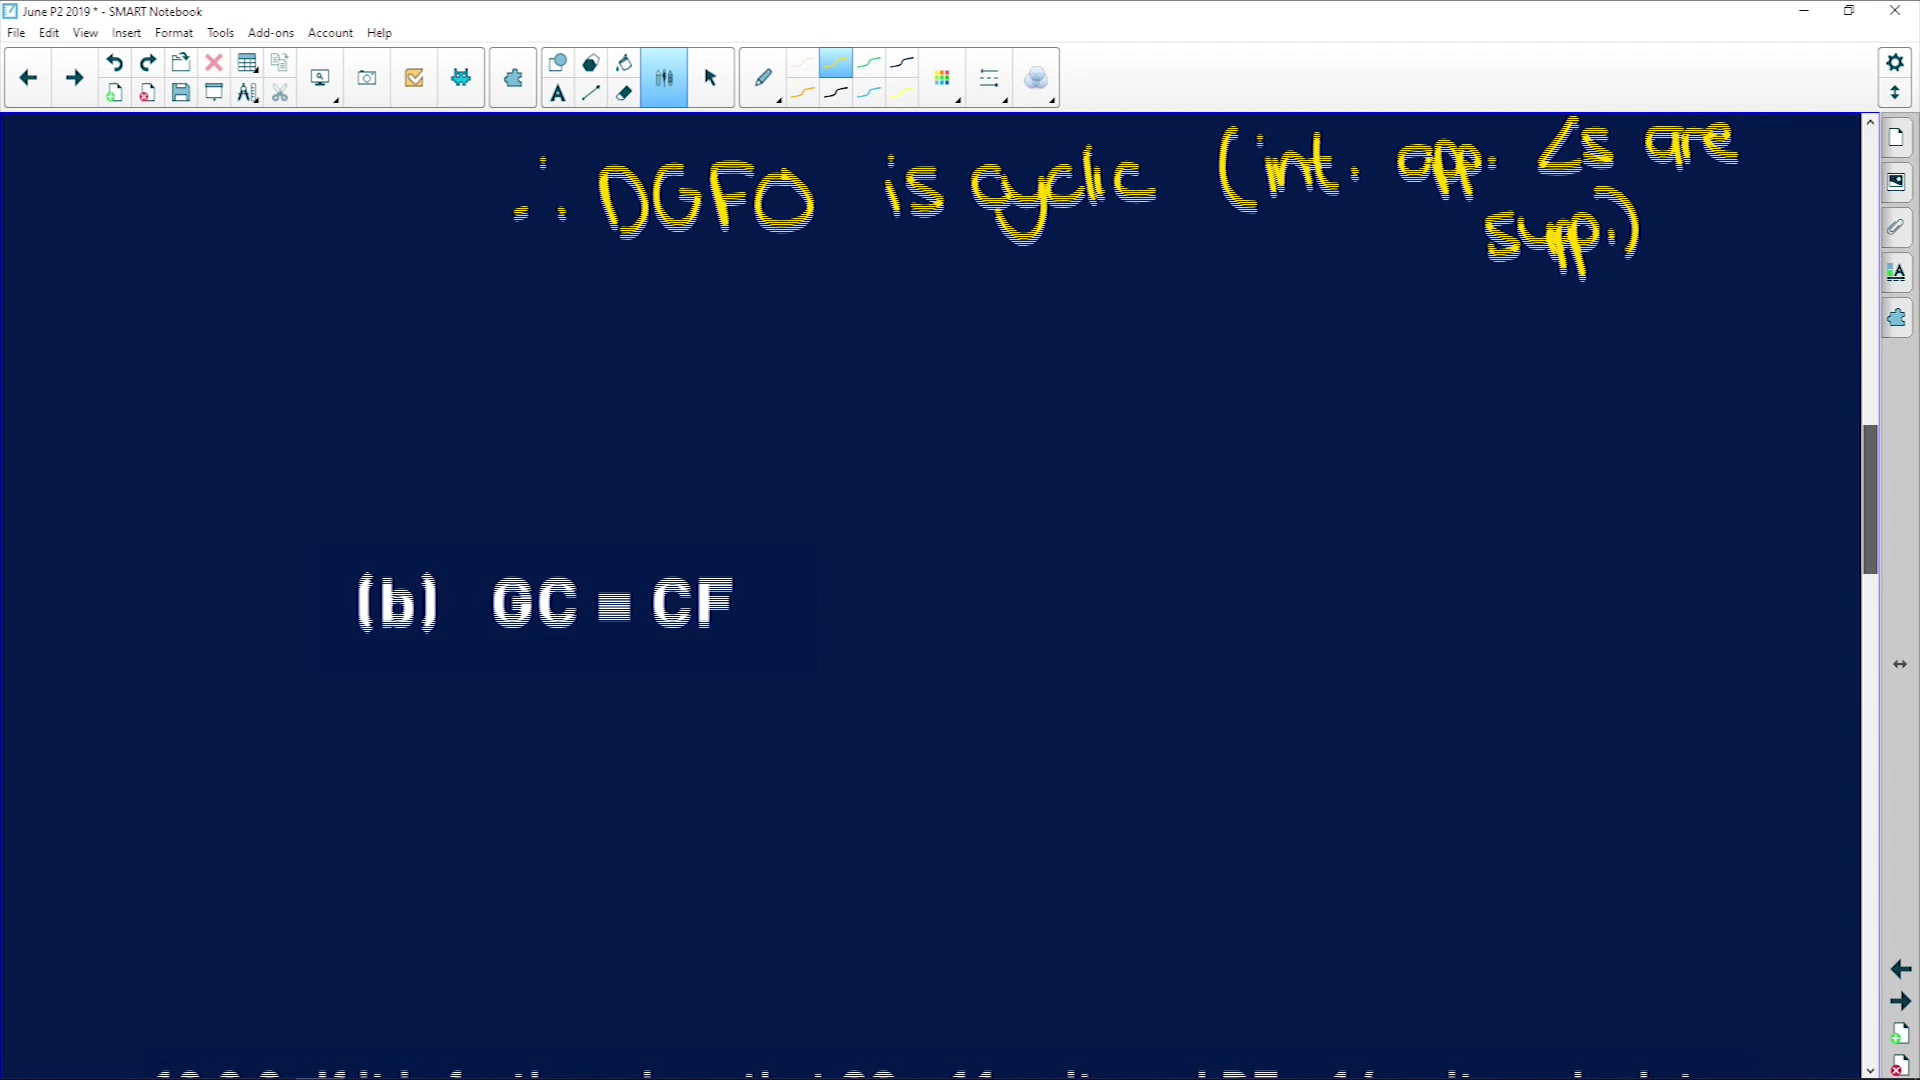 June P2 2019 * - SMART Notebook
File Edit View Insert Format Tools Add-ons Account Help
∴ DGFO is cyclic (int. opp. ∠s are
supp.)
(b) GC = CF